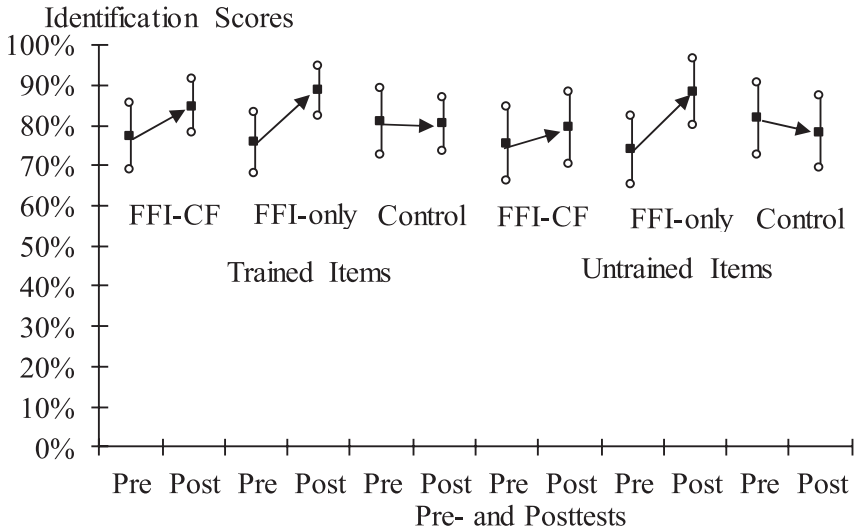 Identification Scores
100%
90%
80%
70%
60%
50%
40%
30%
20%
10%
0%
FFI-CF FFI-only Control FFI-CF FFI-only Control
Trained Items Untrained Items
Pre Post Pre Post Pre Post Pre Post Pre Post Pre Post
Pre- and Posttests